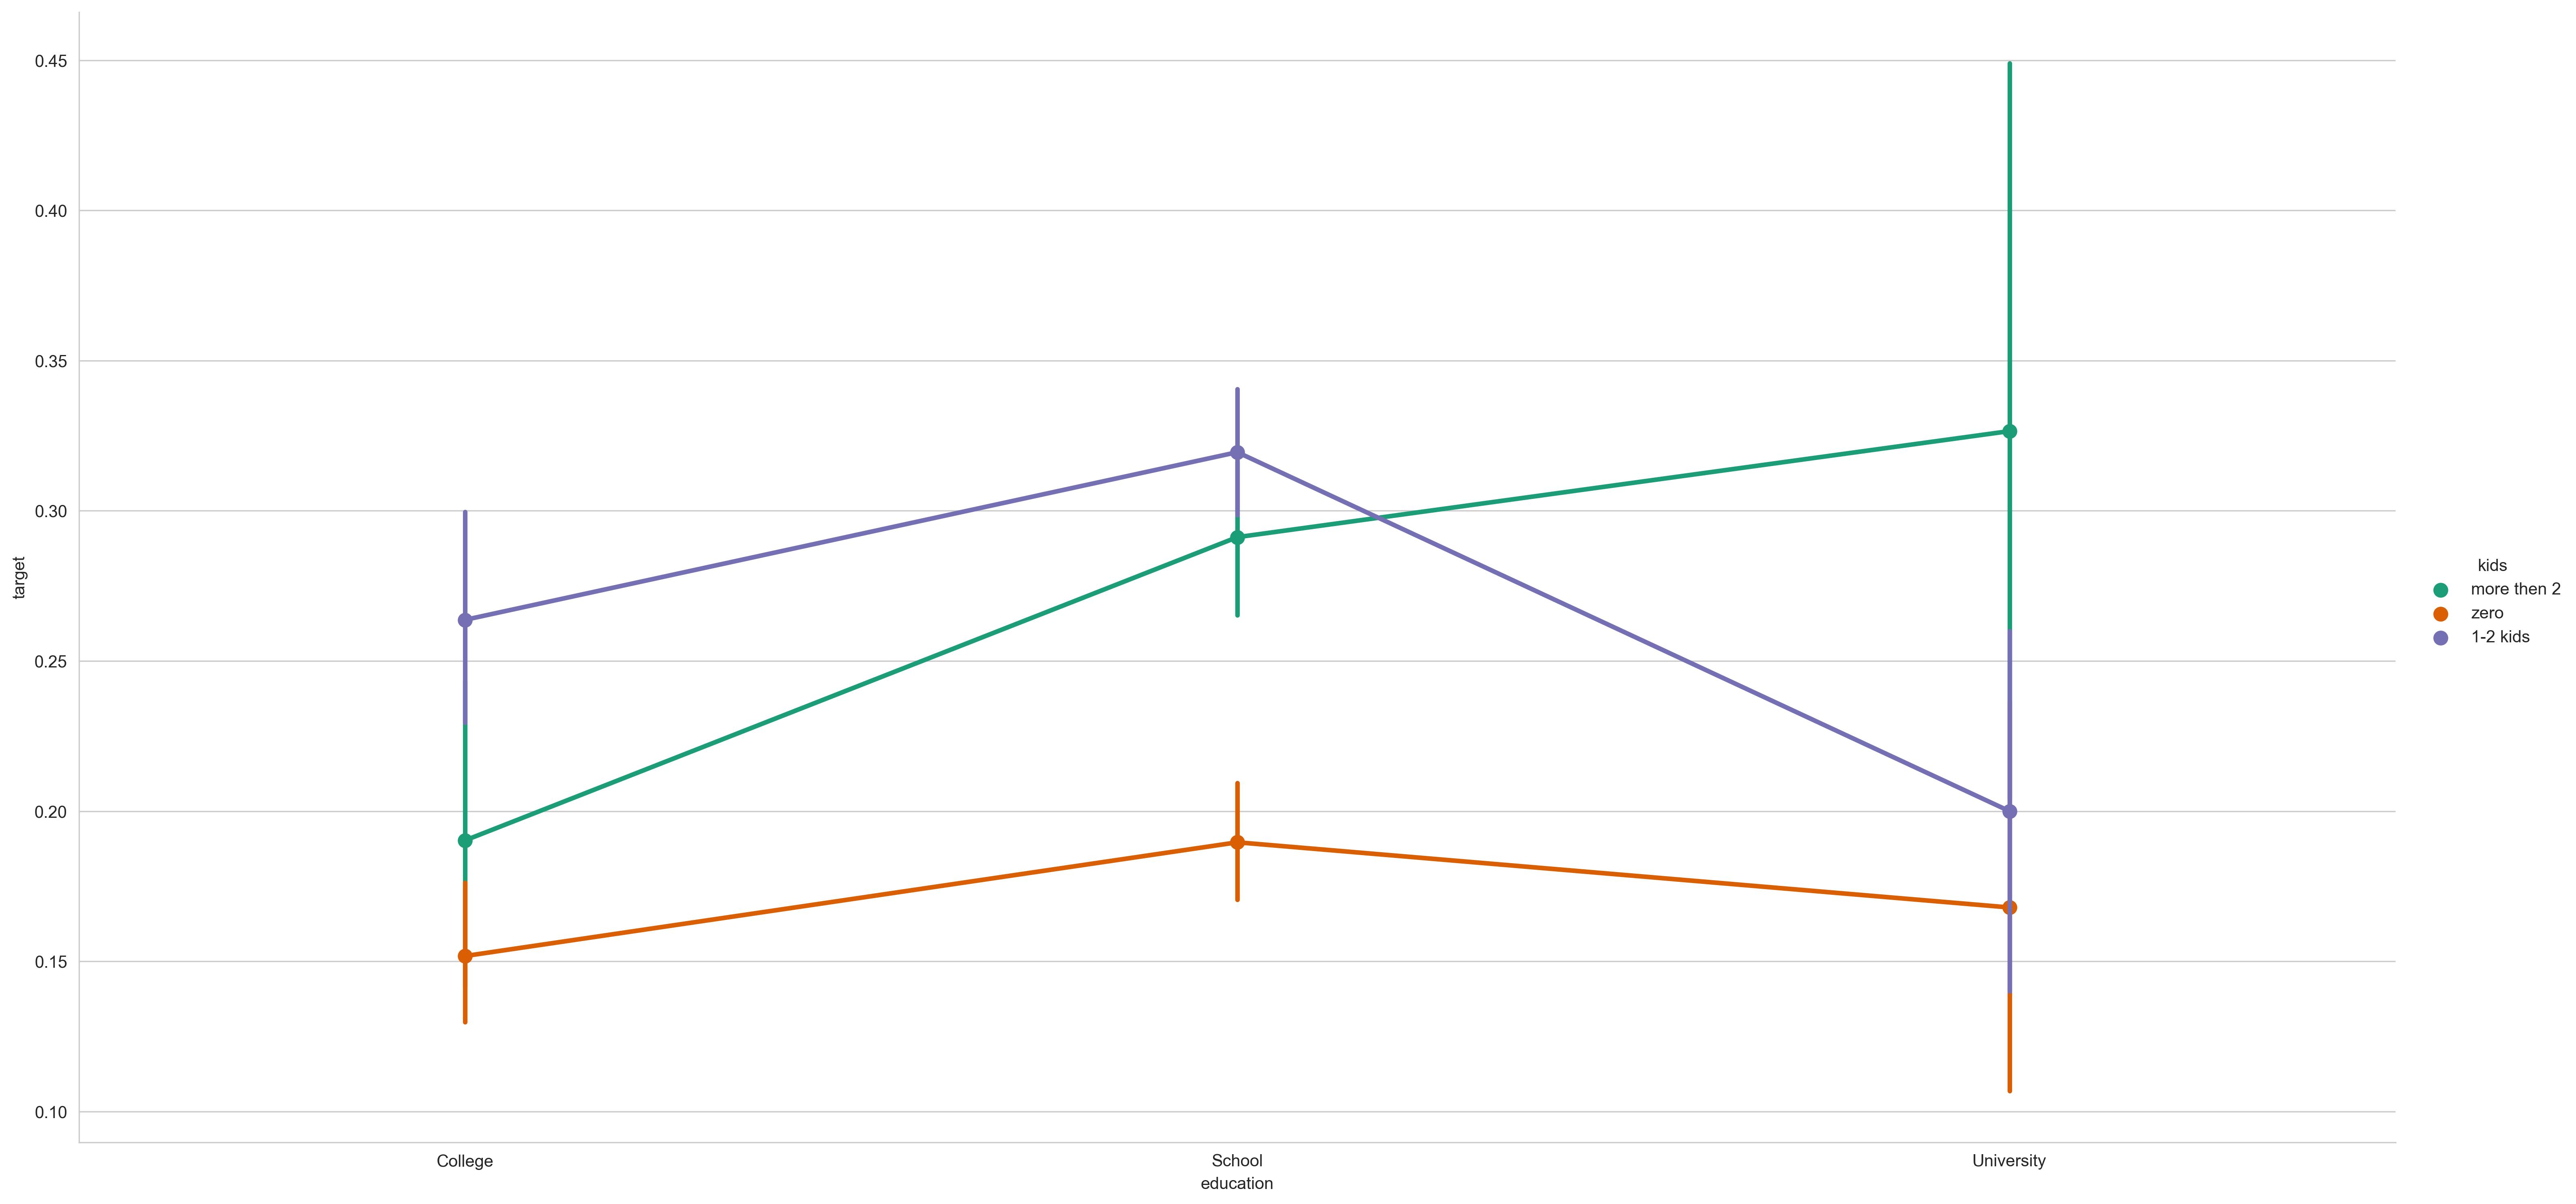 0.45
0.40
0.35
0.30
0.25
0.20
0.15
0.10
target
College
School
University
education
kids
more then 2
zero
1-2 kids